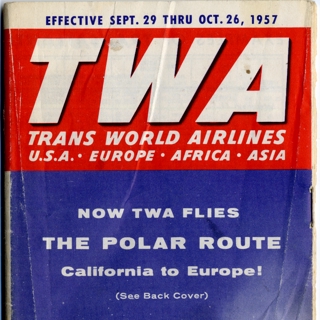 EFFECTIVE SEPT. 29 THRU OCT. 26, 1957
TWA
TRANS WORLD AIRLINES
U.S.A. • EUROPE • AFRICA • ASIA
NOW TWA FLIES
THE POLAR ROUTE
California to Europe!
(See Back Cover)